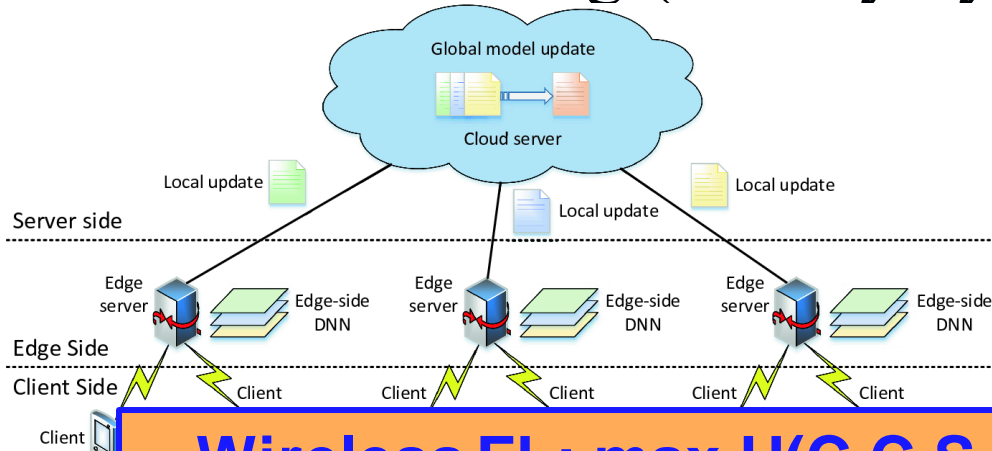 Global model update
Cloud server
Local update
Local update
Local update
Server side
Edge server
Edge-side DNN
Edge server
Edge-side DNN
Edge server
Edge-side DNN
Edge Side
Client Side
Client
Client
Client
Client
Client
Client